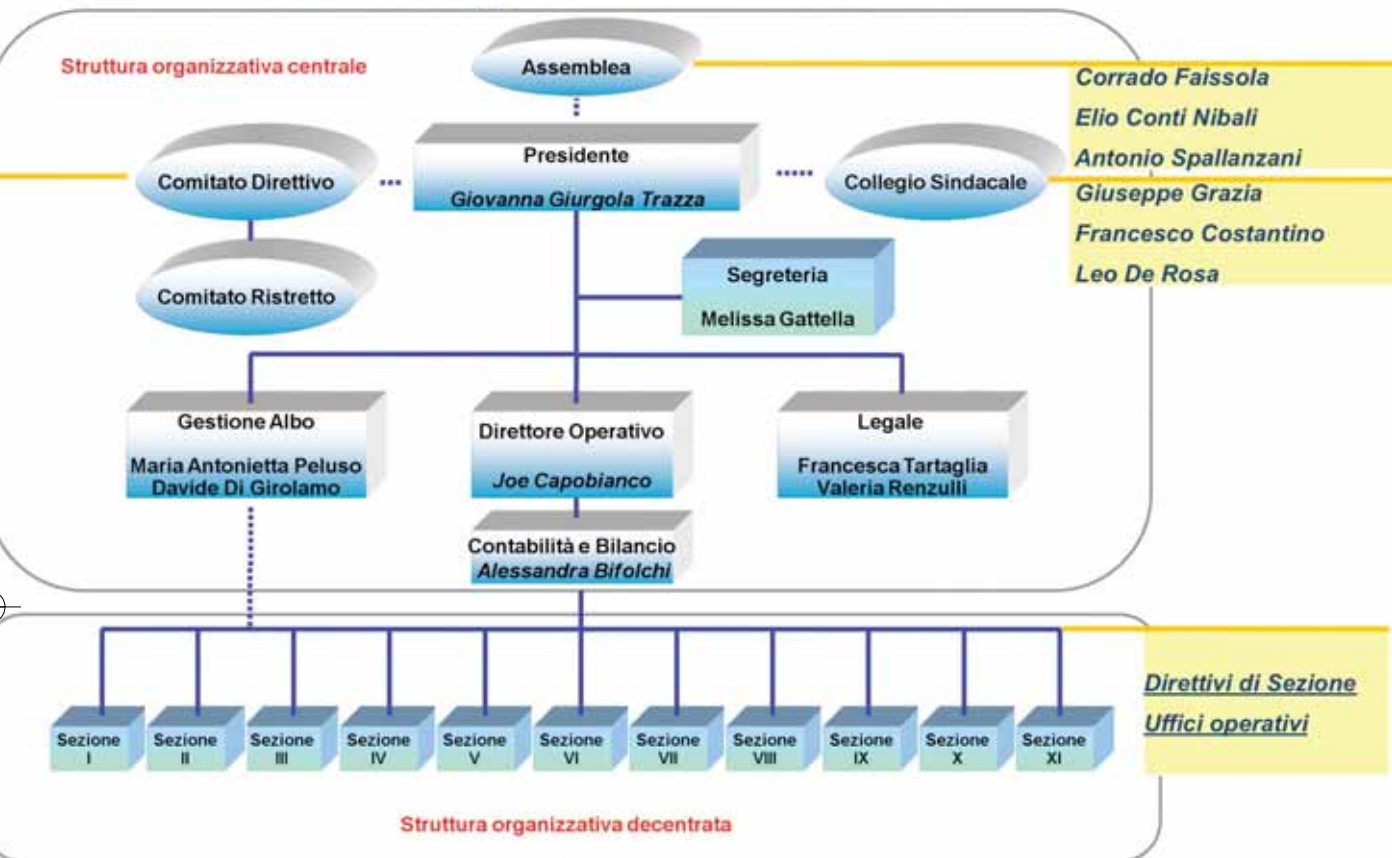 Struttura organizzativa centrale
Assemblea
Corrado Faissola
Elio Conti Nibali
Antonio Spallanzani
Comitato Direttivo
Presidente
Giovanna Giurgola Trazza
Collegio Sindacale
Giuseppe Grazia
Francesco Costantino
Leo De Rosa
Comitato Ristretto
Segreteria
Melissa Gattella
Gestione Albo
Maria Antonietta Peluso
Davide Di Girolamo
Direttore Operativo
Joe Capobianco
Legale
Francesca Tartaglia
Valeria Renzulli
Contabilità e Bilancio
Alessandra Bifolchi
Direttivi di Sezione
Uffici operativi
Sezione
I
Sezione
II
Sezione
III
Sezione
IV
Sezione
V
Sezione
VI
Sezione
VII
Sezione
VIII
Sezione
IX
Sezione
X
Sezione
XI
Struttura organizzativa decentrata